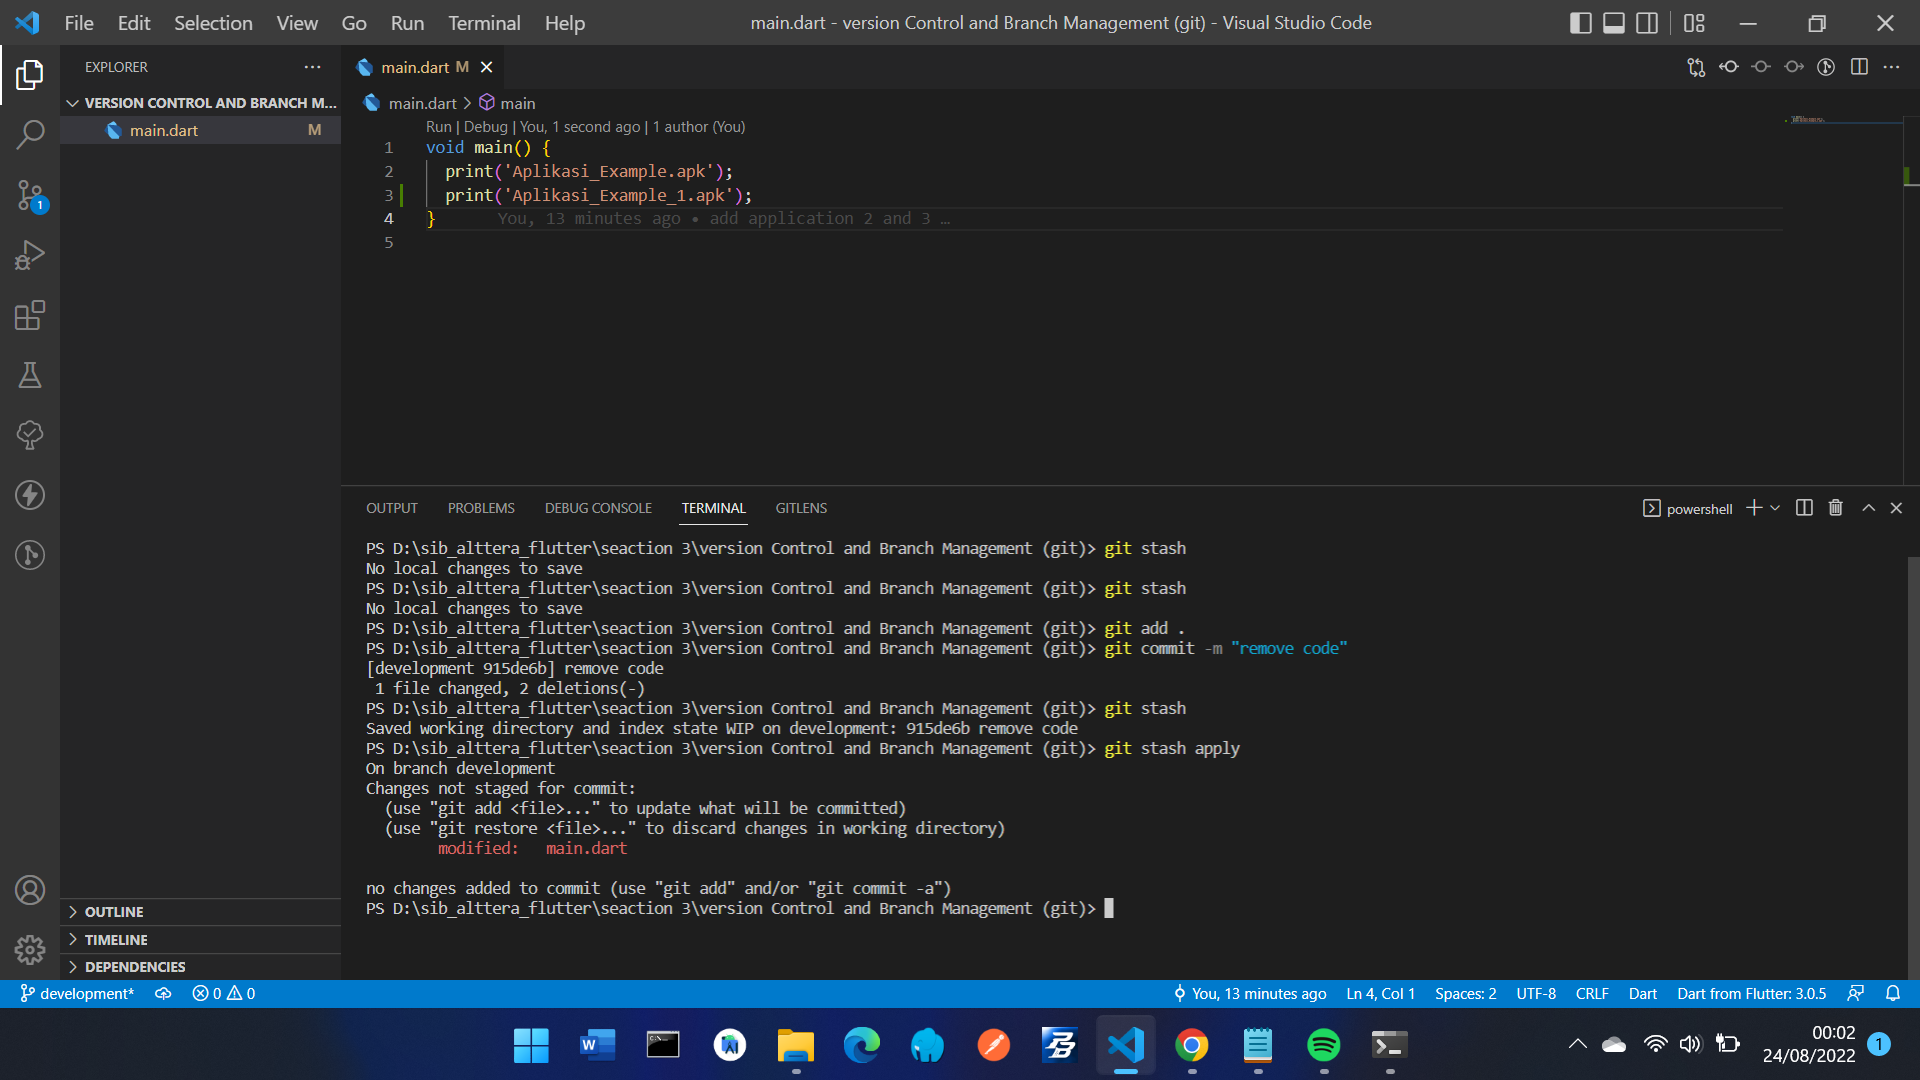 File Edit Selection View Go Run Terminal Help
main.dart - version Control and Branch Management (git) - Visual Studio Code
EXPLORER
VERSION CONTROL AND BRANCH M...
main.dart M
main.dart M
main.dart > main
Run | Debug | You, 1 second ago | 1 author (You)
1 void main() {
2 print('Aplikasi_Example.apk');
3 print('Aplikasi_Example_1.apk');
4 } You, 13 minutes ago • add application 2 and 3 …
5
1
OUTPUT PROBLEMS DEBUG CONSOLE TERMINAL GITLENS
powershell
PS D:\sib_alttera_flutter\seaction 3\version Control and Branch Management (git)> git stash
No local changes to save
PS D:\sib_alttera_flutter\seaction 3\version Control and Branch Management (git)> git stash
No local changes to save
PS D:\sib_alttera_flutter\seaction 3\version Control and Branch Management (git)> git add .
PS D:\sib_alttera_flutter\seaction 3\version Control and Branch Management (git)> git commit -m "remove code"
[development 915de6b] remove code
1 file changed, 2 deletions(-)
PS D:\sib_alttera_flutter\seaction 3\version Control and Branch Management (git)> git stash
Saved working directory and index state WIP on development: 915de6b remove code
PS D:\sib_alttera_flutter\seaction 3\version Control and Branch Management (git)> git stash apply
On branch development
Changes not staged for commit:
(use "git add <file>..." to update what will be committed)
(use "git restore <file>..." to discard changes in working directory)
modified: main.dart
no changes added to commit (use "git add" and/or "git commit -a")
PS D:\sib_alttera_flutter\seaction 3\version Control and Branch Management (git)>
OUTLINE
TIMELINE
DEPENDENCIES
development* 0 0
You, 13 minutes ago Ln 4, Col 1 Spaces: 2 UTF-8 CRLF Dart Dart from Flutter: 3.0.5
00:02
24/08/2022
1